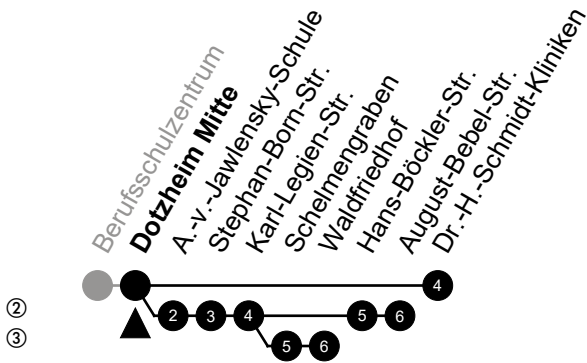 Berufsschulzentrum
Dotzheim Mitte
A.-v.-Jawlensky-Schule
Stephan-Born-Str.
Karl-Legien-Str.
Schelmengraben
Waldfriedhof
Hans-Böckler-Str.
August-Bebel-Str.
Dr.-H.-Schmidt-Kliniken
4
② 2 3 4 5 6
③ 5 6